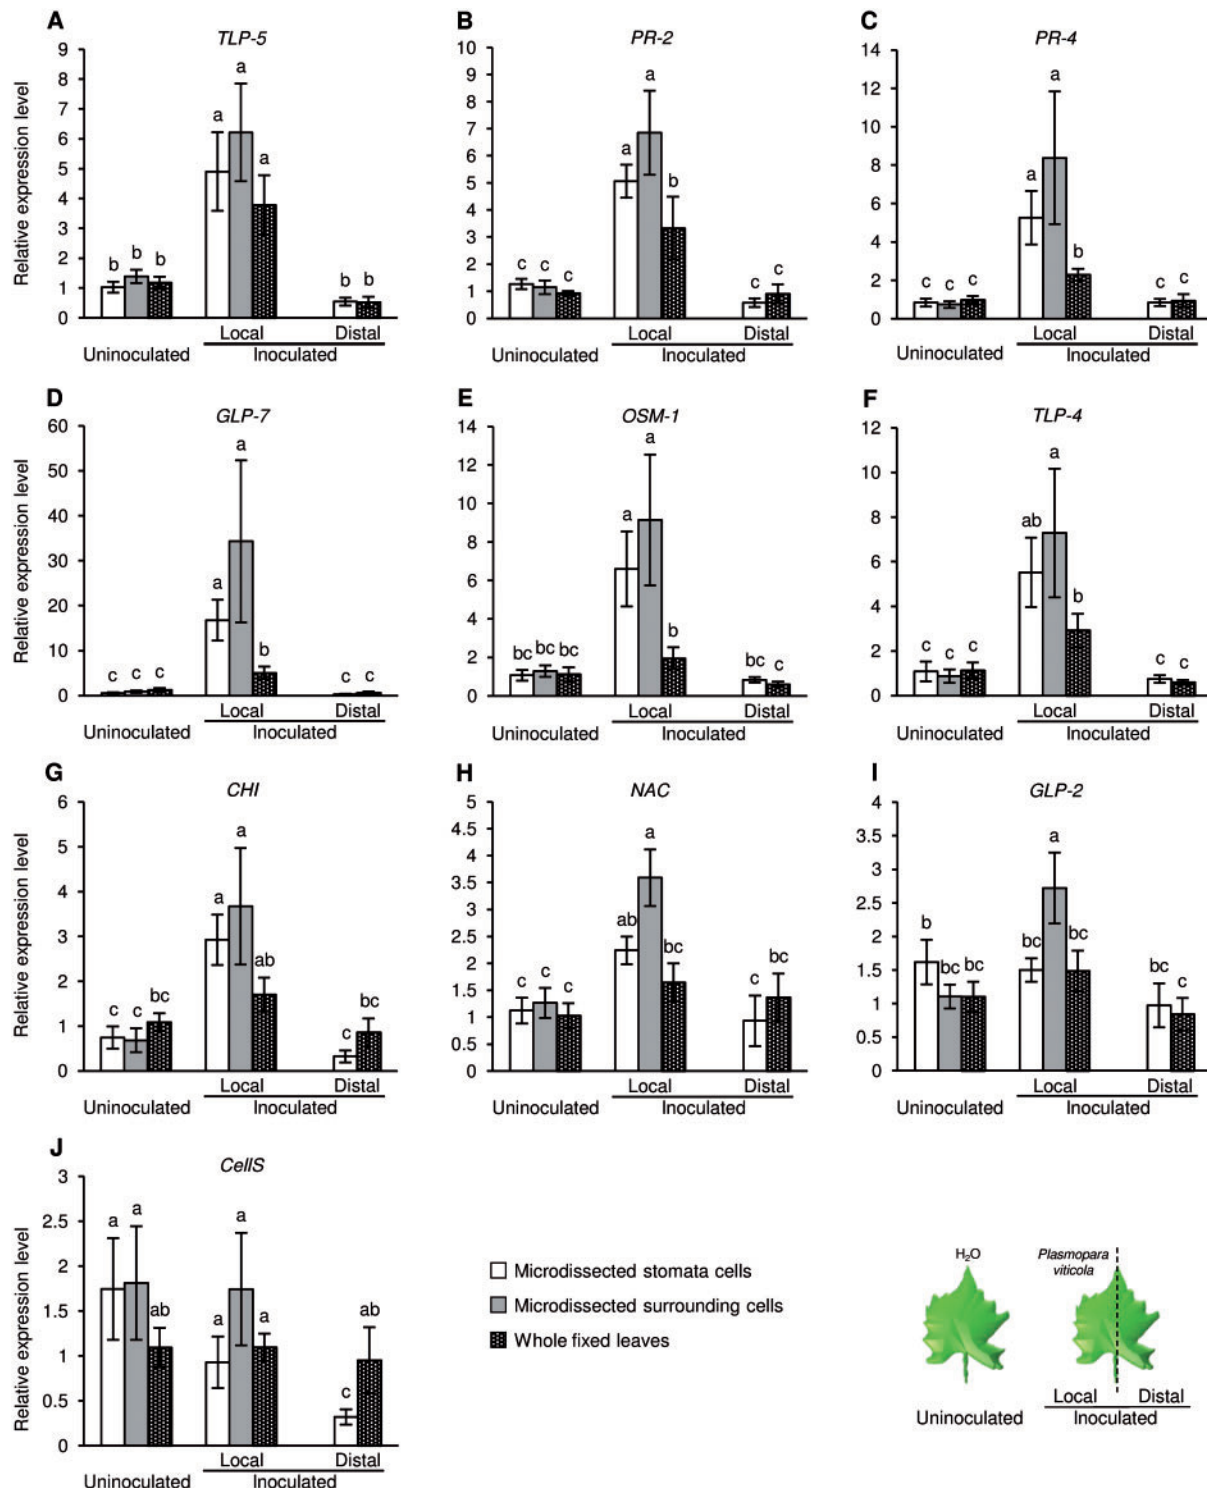 A
TLP-5
Relative expression level
9
8
7
6
5
4
3
2
1
0
b b b
a a a
b b
Local Distal
Uninoculated Inoculated
B
PR-2
10
9
8
7
6
5
4
3
2
1
0
c c c
a a b
c c
Local Distal
Uninoculated Inoculated
C
PR-4
14
12
10
8
6
4
2
0
c c c
a a b
c c
Local Distal
Uninoculated Inoculated
D
GLP-7
Relative expression level
60
50
40
30
20
10
0
c c c
a a b
c c
Local Distal
Uninoculated Inoculated
E
OSM-1
14
12
10
8
6
4
2
0
bc bc bc
a a b
bc c
Local Distal
Uninoculated Inoculated
F
TLP-4
12
10
8
6
4
2
0
c c c
ab a b
c c
Local Distal
Uninoculated Inoculated
G
CHI
Relative expression level
6
5
4
3
2
1
0
c c bc
a a ab
c bc
Local Distal
Uninoculated Inoculated
H
NAC
5
4.5
4
3.5
3
2.5
2
1.5
1
0.5
0
c c c
ab a bc
c bc
Local Distal
Uninoculated Inoculated
I
GLP-2
4
3.5
3
2.5
2
1.5
1
0.5
0
b bc bc
bc a bc
bc c
Local Distal
Uninoculated Inoculated
J
CellS
Relative expression level
3
2.5
2
1.5
1
0.5
0
a a ab
a a a
c ab
Local Distal
Uninoculated Inoculated
Microdissected stomata cells
Microdissected surrounding cells
Whole fixed leaves
H₂O
Uninoculated
Plasmopara
viticola
Local Distal
Inoculated